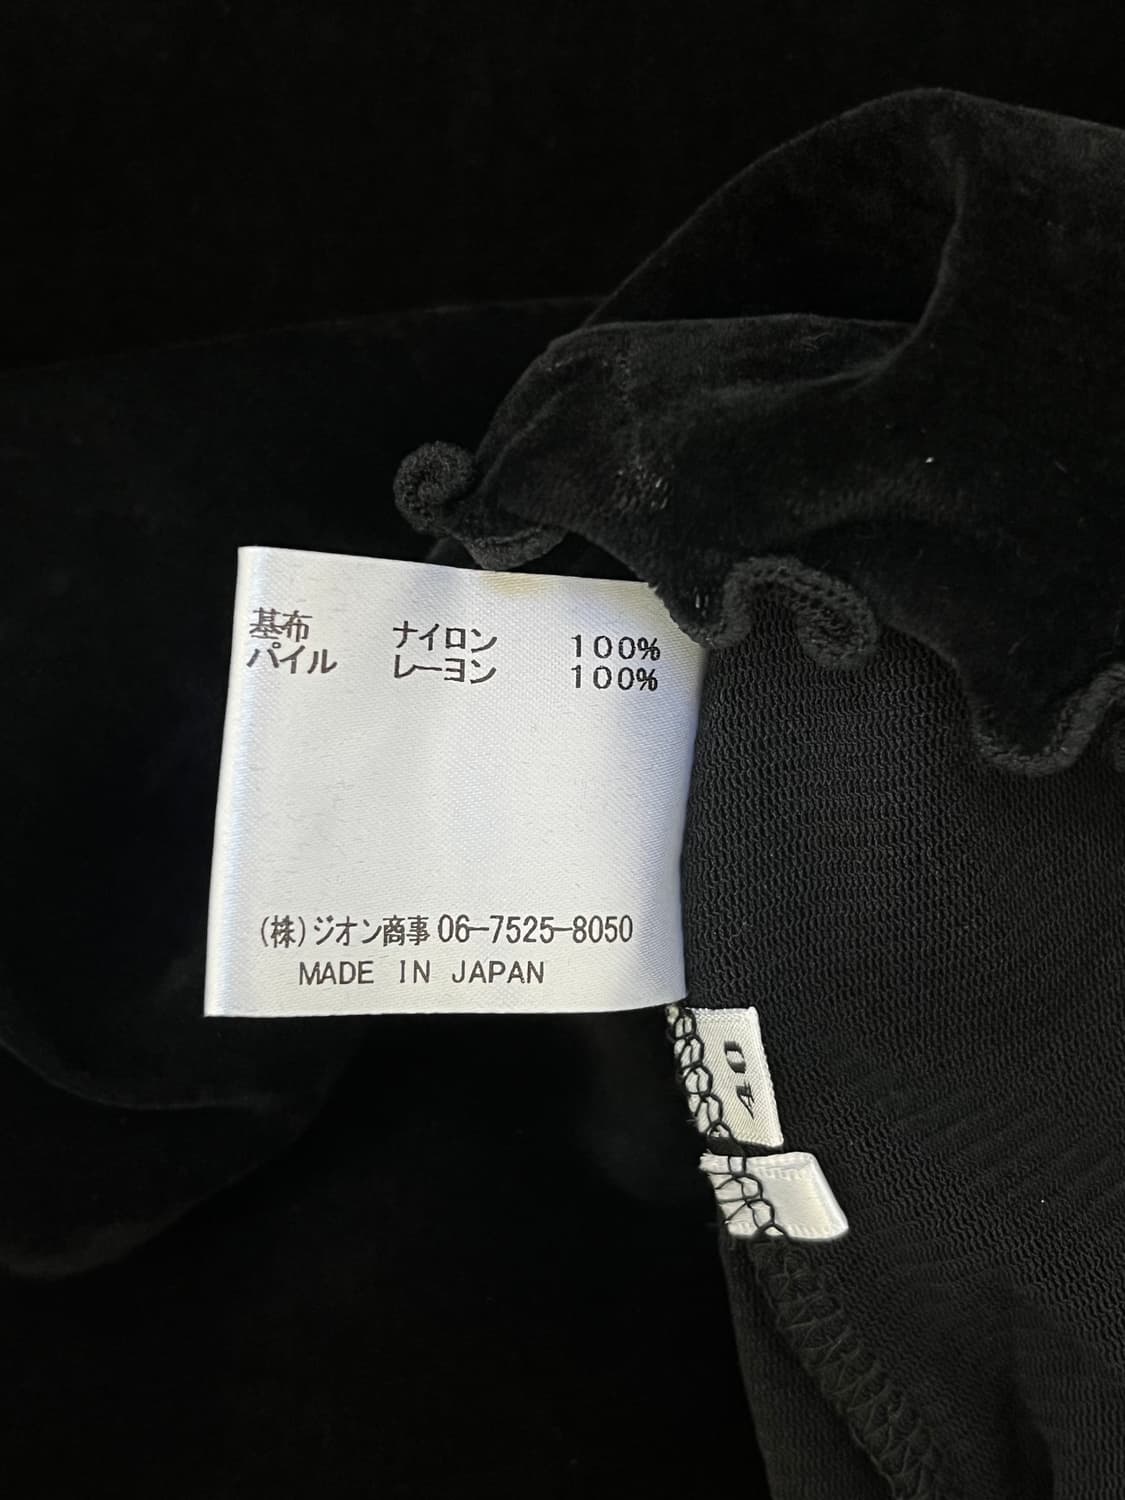 基布 ナイロン 100%
パイル レーヨン 100%
(株)ジオン商事 06-7525-8050
MADE IN JAPAN
40